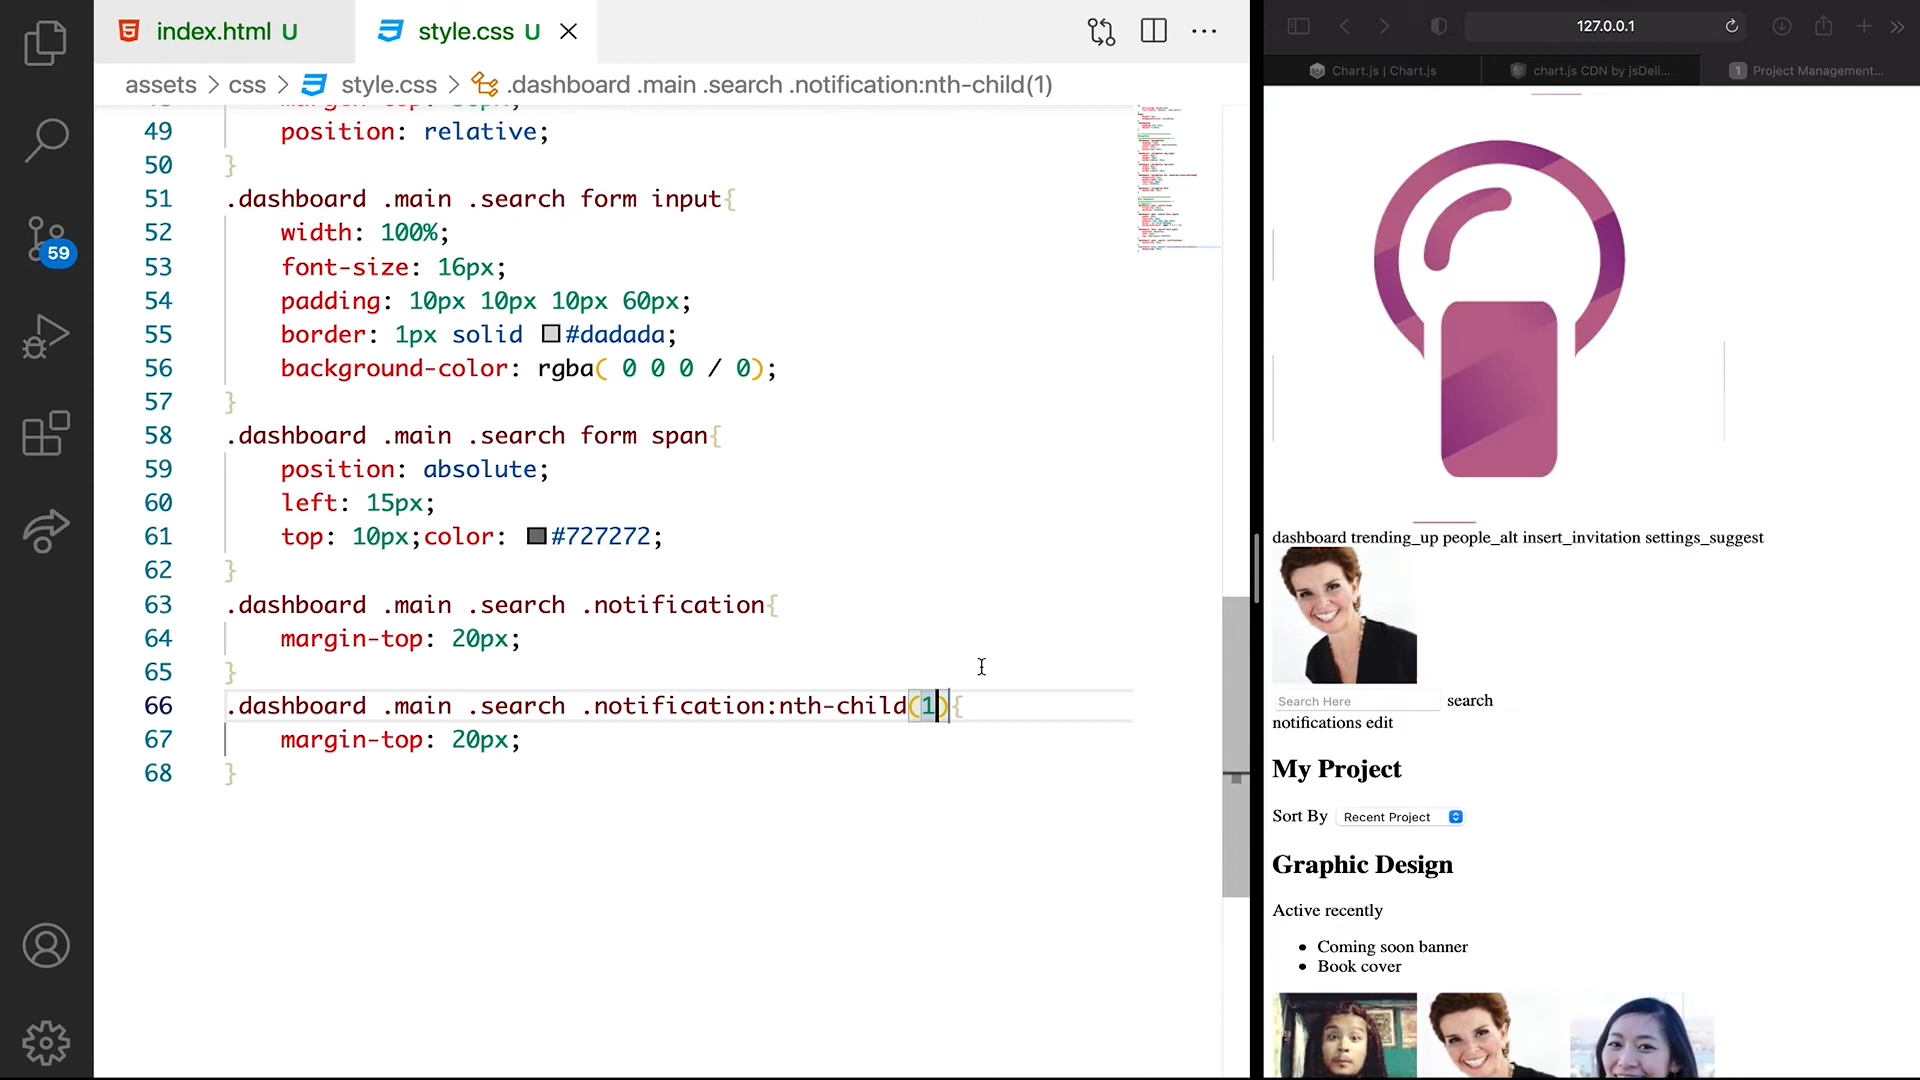 index.html U
style.css U
assets > css > style.css > .dashboard .main .search .notification:nth-child(1)
49 position: relative;
50 }
51 .dashboard .main .search form input{
52 width: 100%;
53 font-size: 16px;
54 padding: 10px 10px 10px 60px;
55 border: 1px solid #dadada;
56 background-color: rgba( 0 0 0 / 0);
57 }
58 .dashboard .main .search form span{
59 position: absolute;
60 left: 15px;
61 top: 10px;color: #727272;
62 }
63 .dashboard .main .search .notification{
64 margin-top: 20px;
65 }
66 .dashboard .main .search .notification:nth-child(1){
67 margin-top: 20px;
68 }
59
127.0.0.1
Chart.js | Chart.js
chart.js CDN by jsDeli...
1 Project Management...
dashboard trending_up people_alt insert_invitation settings_suggest
Search Here search
notifications edit
My Project
Sort By Recent Project
Graphic Design
Active recently
• Coming soon banner
• Book cover